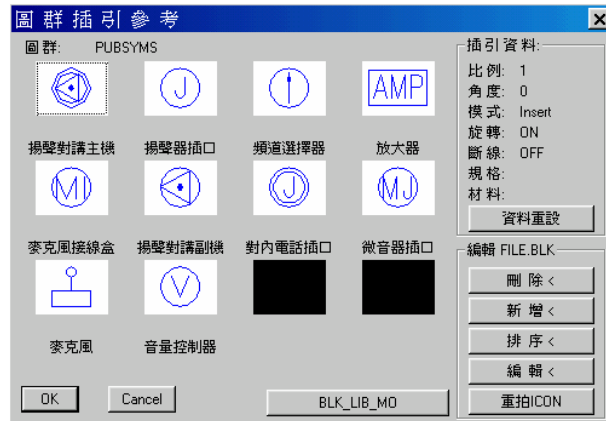 圖群插引參考
圖群: PUBSYMS
J
AMP
揚聲對講主機 揚聲器插口 頻道選擇器 放大器
MI
J
MJ
麥克風接線盒 揚聲對講副機 對內電話插口 微音器插口
V
麥克風 音量控制器
OK
Cancel
BLK_LIB_MO
插引資料:
比例: 1
角度: 0
模式: Insert
旋轉: ON
斷線: OFF
規格:
材料:
資料重設
編輯 FILE.BLK
刪 除 <
新 增 <
排 序 <
編 輯 <
重拍ICON